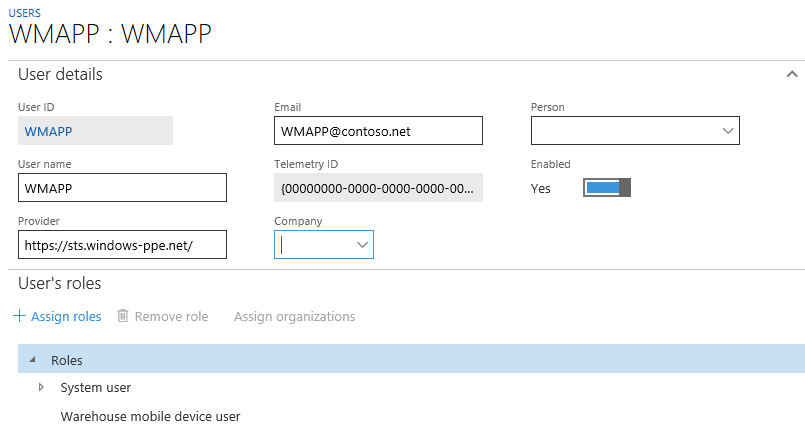 USERS
WMAPP : WMAPP
User details
User ID
Email
Person
WMAPP
WMAPP@contoso.net
User name
Telemetry ID
Enabled
WMAPP
{00000000-0000-0000-0000-00...
Yes
Provider
Company
https://sts.windows-ppe.net/
User's roles
Assign roles
Remove role
Assign organizations
Roles
System user
Warehouse mobile device user